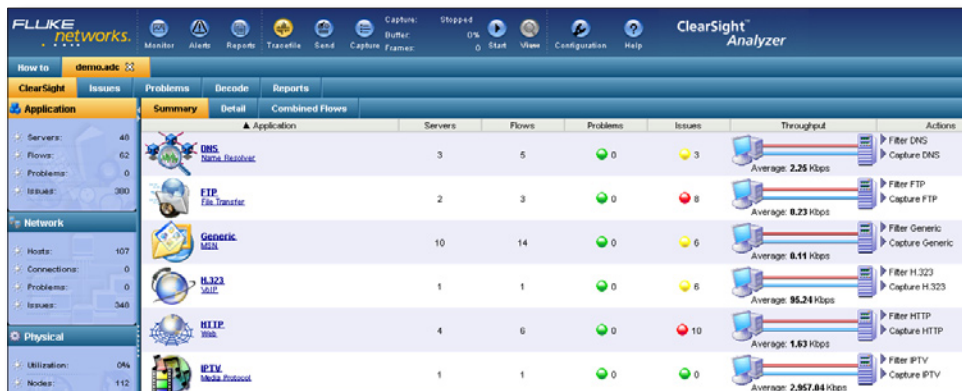 FLUKE networks.
Monitor Alerts Reports Tracefile Send Capture
Capture: Stopped
Buffer: 0%
Frames: 0
Start View Configuration Help
ClearSight™ Analyzer
How to demo.adc
ClearSight Issues Problems Decode Reports
Application
Servers: 48
Flows: 62
Problems: 0
Issues: 380
Network
Hosts: 107
Connections: 0
Problems: 0
Issues: 348
Physical
Utilization: 0%
Nodes: 112
Summary Detail Combined Flows
Application Servers Flows Problems Issues Throughput Actions
DNS
Name Resolver
3 5 0 3
Average: 2.25 Kbps
Filter DNS
Capture DNS
FTP
File Transfer
2 3 0 8
Average: 0.23 Kbps
Filter FTP
Capture FTP
Generic
MSN
10 14 0 6
Average: 0.11 Kbps
Filter Generic
Capture Generic
H.323
VoIP
1 1 0 6
Average: 95.24 Kbps
Filter H.323
Capture H.323
HTTP
Web
4 6 0 10
Average: 1.63 Kbps
Filter HTTP
Capture HTTP
IPTV
Media Protocol
1 1 0 0
Average: 2,957.04 Kbps
Filter IPTV
Capture IPTV